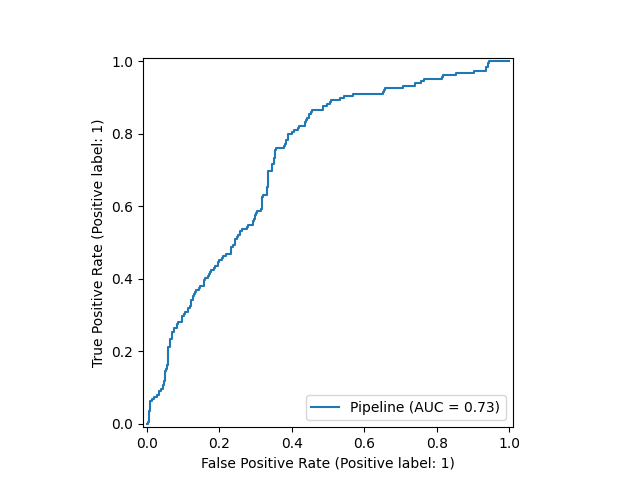 1.0
0.8
0.6
0.4
0.2
0.0
True Positive Rate (Positive label: 1)
Pipeline (AUC = 0.73)
0.0 0.2 0.4 0.6 0.8 1.0
False Positive Rate (Positive label: 1)